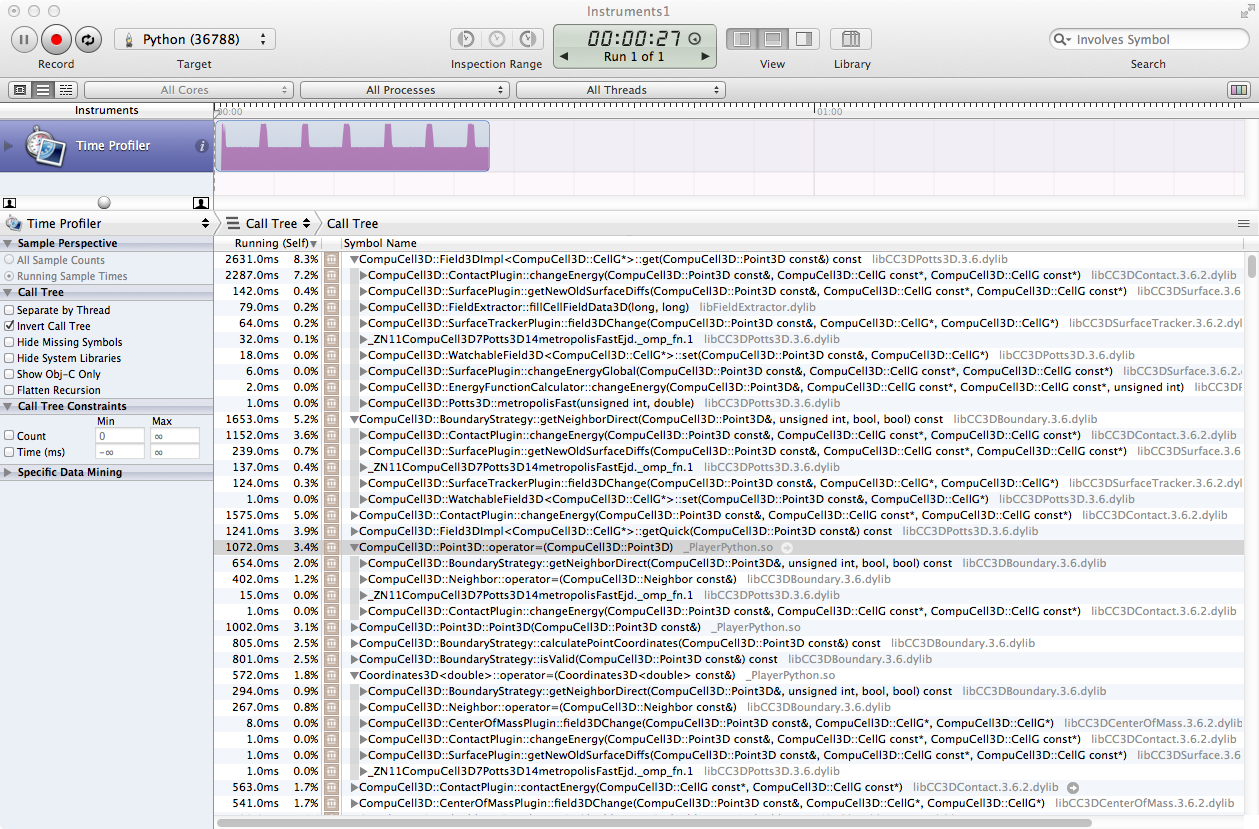 Instruments1
Python (36788)
00:00:27
Run 1 of 1
Involves Symbol
Record
Target
Inspection Range
View
Library
Search
All Cores
All Processes
All Threads
Instruments
00:00
01:00
Time Profiler
Time Profiler
Call Tree
Call Tree
Running (Self)
Symbol Name
Sample Perspective
All Sample Counts
Running Sample Times
Call Tree
Separate by Thread
Invert Call Tree
Hide Missing Symbols
Hide System Libraries
Show Obj-C Only
Flatten Recursion
Call Tree Constraints
Min Max
Count 0 ∞
Time (ms) -∞ ∞
Specific Data Mining
2631.0ms 8.3% CompuCell3D::Field3DImpl<CompuCell3D::CellG*>::get(CompuCell3D::Point3D const&) const libCC3DPotts3D.3.6.dylib
2287.0ms 7.2% CompuCell3D::ContactPlugin::changeEnergy(CompuCell3D::Point3D const&, CompuCell3D::CellG const*, CompuCell3D::CellG const*) libCC3DContact.3.6.2.dylib
142.0ms 0.4% CompuCell3D::SurfacePlugin::getNewOldSurfaceDiffs(CompuCell3D::Point3D const&, CompuCell3D::CellG const*, CompuCell3D::CellG const*) libCC3DSurface.3.6
79.0ms 0.2% CompuCell3D::FieldExtractor::fillCellFieldData3D(long, long) libFieldExtractor.dylib
64.0ms 0.2% CompuCell3D::SurfaceTrackerPlugin::field3DChange(CompuCell3D::Point3D const&, CompuCell3D::CellG*, CompuCell3D::CellG*) libCC3DSurfaceTracker.3.6.2.dyl
32.0ms 0.1% _ZN11CompuCell3D7Potts3D14metropolisFastEjd._omp_fn.1 libCC3DPotts3D.3.6.dylib
18.0ms 0.0% CompuCell3D::WatchableField3D<CompuCell3D::CellG*>::set(CompuCell3D::Point3D const&, CompuCell3D::CellG*) libCC3DPotts3D.3.6.dylib
6.0ms 0.0% CompuCell3D::SurfacePlugin::changeEnergyGlobal(CompuCell3D::Point3D const&, CompuCell3D::CellG const*, CompuCell3D::CellG const*) libCC3DSurface.3.6.2.
2.0ms 0.0% CompuCell3D::EnergyFunctionCalculator::changeEnergy(CompuCell3D::Point3D&, CompuCell3D::CellG const*, CompuCell3D::CellG const*, unsigned int) libCC3DP
1.0ms 0.0% CompuCell3D::Potts3D::metropolisFast(unsigned int, double) libCC3DPotts3D.3.6.dylib
1653.0ms 5.2% CompuCell3D::BoundaryStrategy::getNeighborDirect(CompuCell3D::Point3D&, unsigned int, bool, bool) const libCC3DBoundary.3.6.dylib
1152.0ms 3.6% CompuCell3D::ContactPlugin::changeEnergy(CompuCell3D::Point3D const&, CompuCell3D::CellG const*, CompuCell3D::CellG const*) libCC3DContact.3.6.2.dylib
239.0ms 0.7% CompuCell3D::SurfacePlugin::getNewOldSurfaceDiffs(CompuCell3D::Point3D const&, CompuCell3D::CellG const*, CompuCell3D::CellG const*) libCC3DSurface.3.6
137.0ms 0.4% _ZN11CompuCell3D7Potts3D14metropolisFastEjd._omp_fn.1 libCC3DPotts3D.3.6.dylib
124.0ms 0.3% CompuCell3D::SurfaceTrackerPlugin::field3DChange(CompuCell3D::Point3D const&, CompuCell3D::CellG*, CompuCell3D::CellG*) libCC3DSurfaceTracker.3.6.2.dyl
1.0ms 0.0% CompuCell3D::WatchableField3D<CompuCell3D::CellG*>::set(CompuCell3D::Point3D const&, CompuCell3D::CellG*) libCC3DPotts3D.3.6.dylib
1575.0ms 5.0% CompuCell3D::ContactPlugin::changeEnergy(CompuCell3D::Point3D const&, CompuCell3D::CellG const*, CompuCell3D::CellG const*) libCC3DContact.3.6.2.dylib
1241.0ms 3.9% CompuCell3D::Field3DImpl<CompuCell3D::CellG*>::getQuick(CompuCell3D::Point3D const&) const libCC3DPotts3D.3.6.dylib
1072.0ms 3.4% CompuCell3D::Point3D::operator=(CompuCell3D::Point3D) _PlayerPython.so
654.0ms 2.0% CompuCell3D::BoundaryStrategy::getNeighborDirect(CompuCell3D::Point3D&, unsigned int, bool, bool) const libCC3DBoundary.3.6.dylib
402.0ms 1.2% CompuCell3D::Neighbor::operator=(CompuCell3D::Neighbor const&) libCC3DBoundary.3.6.dylib
15.0ms 0.0% _ZN11CompuCell3D7Potts3D14metropolisFastEjd._omp_fn.1 libCC3DPotts3D.3.6.dylib
1.0ms 0.0% CompuCell3D::ContactPlugin::changeEnergy(CompuCell3D::Point3D const&, CompuCell3D::CellG const*, CompuCell3D::CellG const*) libCC3DContact.3.6.2.dylib
1002.0ms 3.1% CompuCell3D::Point3D::Point3D(CompuCell3D::Point3D const&) _PlayerPython.so
805.0ms 2.5% CompuCell3D::BoundaryStrategy::calculatePointCoordinates(CompuCell3D::Point3D const&) const libCC3DBoundary.3.6.dylib
801.0ms 2.5% CompuCell3D::BoundaryStrategy::isValid(CompuCell3D::Point3D const&) const libCC3DBoundary.3.6.dylib
572.0ms 1.8% Coordinates3D<double>::operator=(Coordinates3D<double> const&) _PlayerPython.so
294.0ms 0.9% CompuCell3D::BoundaryStrategy::getNeighborDirect(CompuCell3D::Point3D&, unsigned int, bool, bool) const libCC3DBoundary.3.6.dylib
267.0ms 0.8% CompuCell3D::Neighbor::operator=(CompuCell3D::Neighbor const&) libCC3DBoundary.3.6.dylib
8.0ms 0.0% CompuCell3D::CenterOfMassPlugin::field3DChange(CompuCell3D::Point3D const&, CompuCell3D::CellG*, CompuCell3D::CellG*) libCC3DCenterOfMass.3.6.2.dylib
1.0ms 0.0% CompuCell3D::ContactPlugin::changeEnergy(CompuCell3D::Point3D const&, CompuCell3D::CellG const*, CompuCell3D::CellG const*) libCC3DContact.3.6.2.dylib
1.0ms 0.0% CompuCell3D::SurfacePlugin::getNewOldSurfaceDiffs(CompuCell3D::Point3D const&, CompuCell3D::CellG const*, CompuCell3D::CellG const*) libCC3DSurface.3.6
1.0ms 0.0% _ZN11CompuCell3D7Potts3D14metropolisFastEjd._omp_fn.1 libCC3DPotts3D.3.6.dylib
563.0ms 1.7% CompuCell3D::ContactPlugin::contactEnergy(CompuCell3D::CellG const*, CompuCell3D::CellG const*) libCC3DContact.3.6.2.dylib
541.0ms 1.7% CompuCell3D::CenterOfMassPlugin::field3DChange(CompuCell3D::Point3D const&, CompuCell3D::CellG*, CompuCell3D::CellG*) libCC3DCenterOfMass.3.6.2.dylib